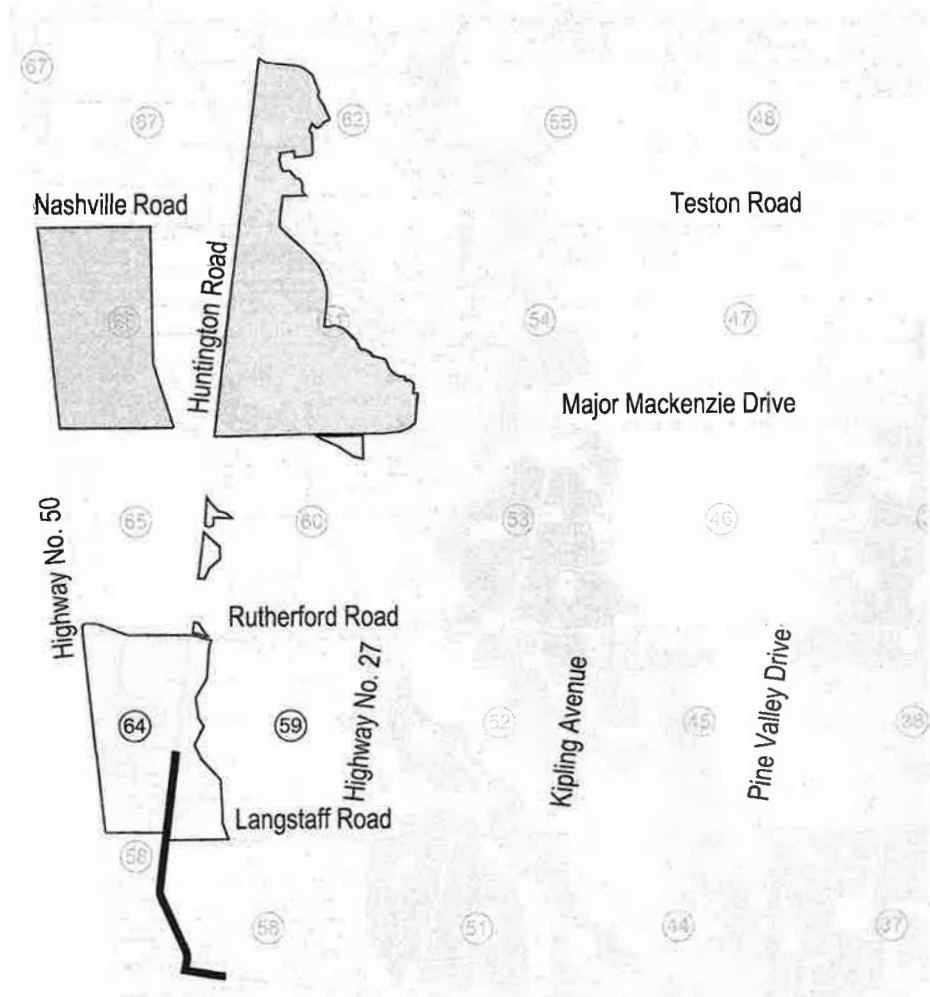 67
67
62
55
48
Nashville Road
Teston Road
Huntington Road
54
47
Major Mackenzie Drive
Highway No. 50
65
60
53
46
Rutherford Road
Highway No. 27
Kipling Avenue
Pine Valley Drive
64
59
52
45
38
Langstaff Road
58
58
51
44
37